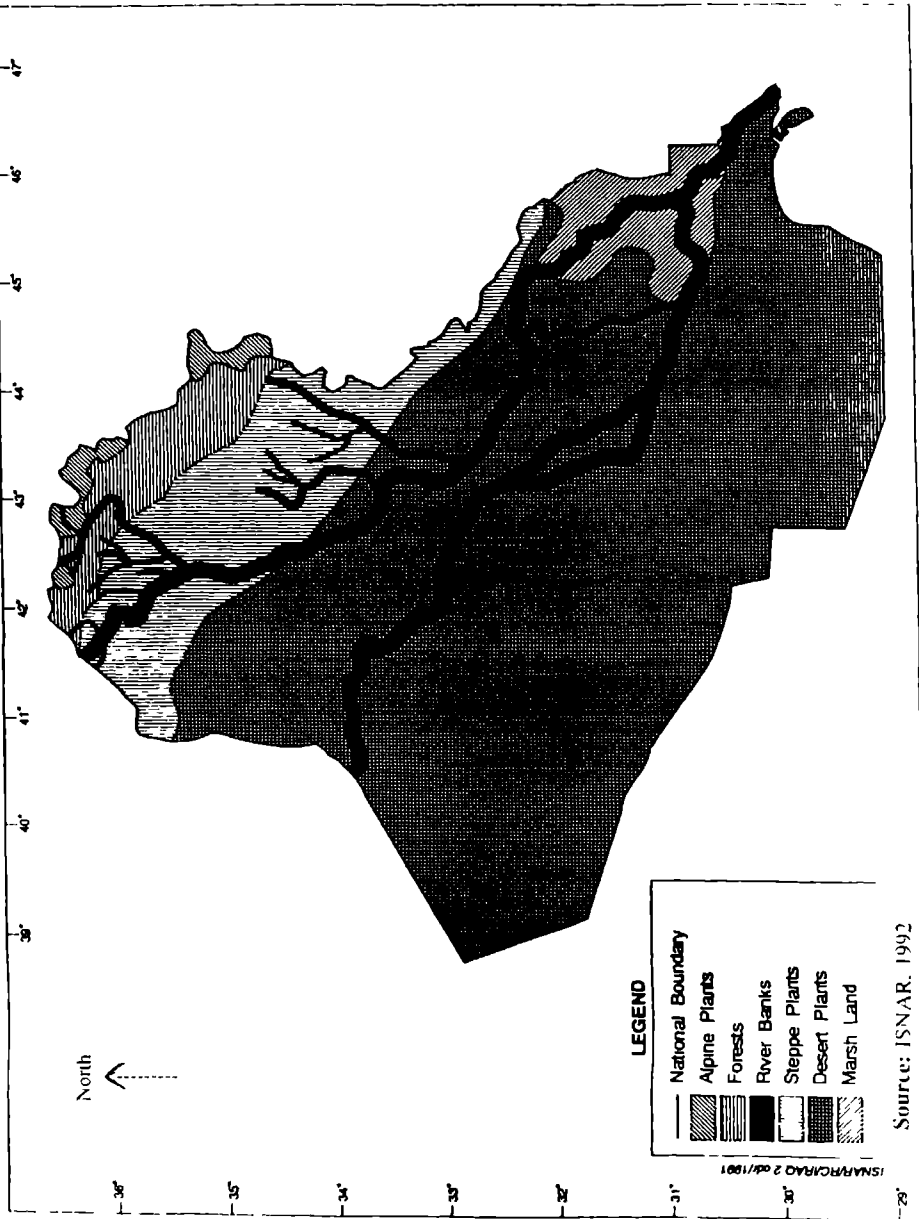 39°
40°
41°
42°
43°
44°
45°
46°
47°
North
36°
35°
34°
33°
32°
31°
30°
29°
LEGEND
National Boundary
Alpine Plants
Forests
River Banks
Steppe Plants
Desert Plants
Marsh Land
ISNAR/RC/IRAQ 2 odr/1991
Source: ISNAR, 1992